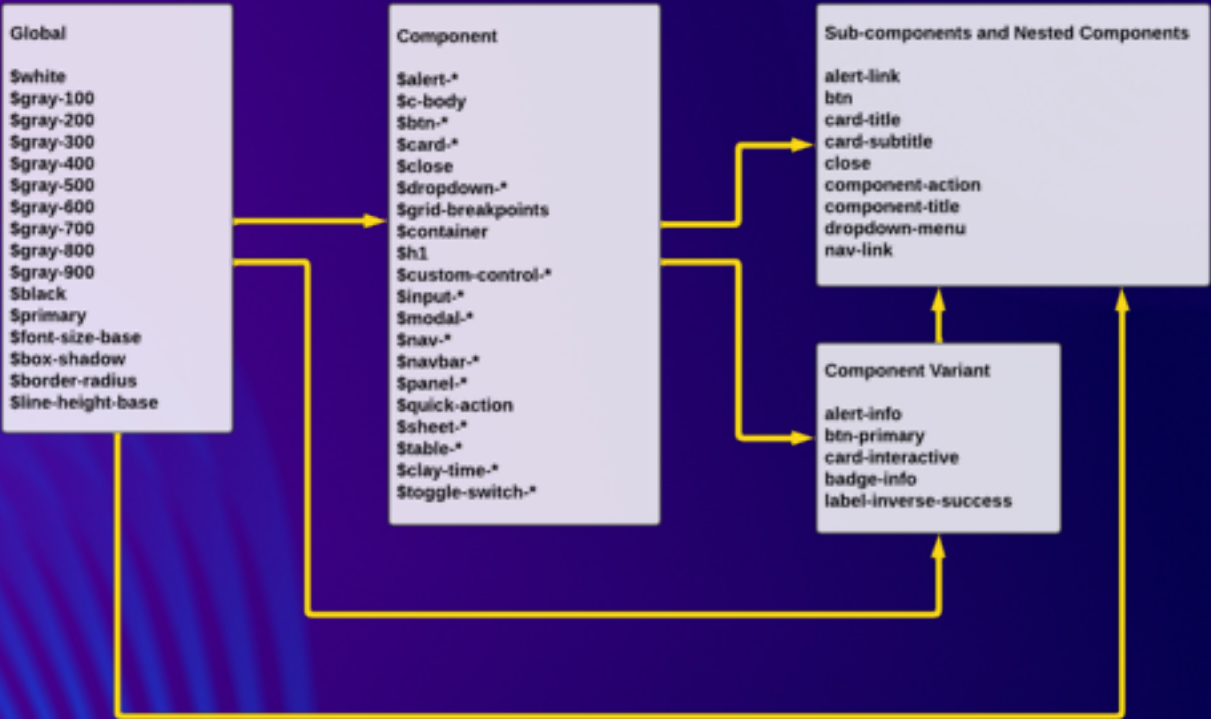 Global
$white
$gray-100
$gray-200
$gray-300
$gray-400
$gray-500
$gray-600
$gray-700
$gray-800
$gray-900
$black
$primary
$font-size-base
$box-shadow
$border-radius
$line-height-base
Component
$alert-*
$c-body
$btn-*
$card-*
$close
$dropdown-*
$grid-breakpoints
$container
$h1
$custom-control-*
$input-*
$modal-*
$nav-*
$navbar-*
$panel-*
$quick-action
$sheet-*
$table-*
$clay-time-*
$toggle-switch-*
Sub-components and Nested Components
alert-link
btn
card-title
card-subtitle
close
component-action
component-title
dropdown-menu
nav-link
Component Variant
alert-info
btn-primary
card-interactive
badge-info
label-inverse-success